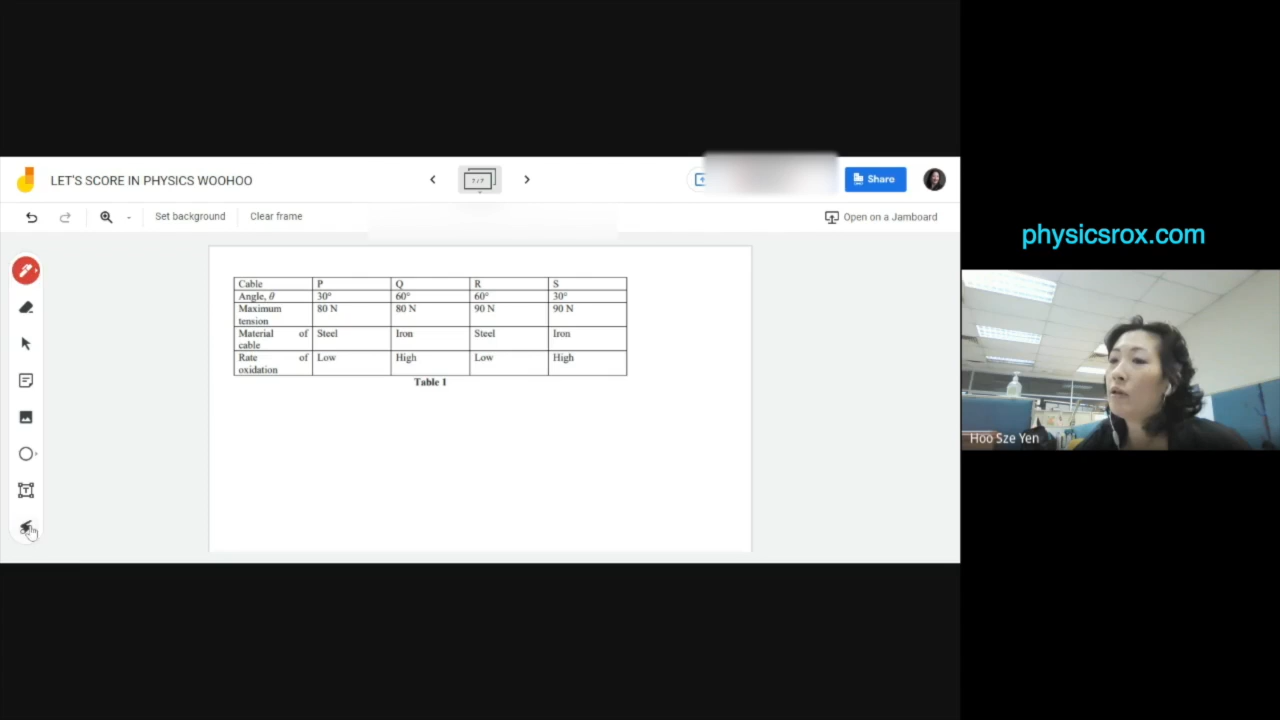 LET'S SCORE IN PHYSICS WOOHOO
7 / 7
Share
Set background
Clear frame
Open on a Jamboard
Cable P Q R S
Angle, θ 30° 60° 60° 30°
Maximum tension 80 N 80 N 90 N 90 N
Material of cable Steel Iron Steel Iron
Rate of oxidation Low High Low High
Table 1
physicsrox.com
Hoo Sze Yen